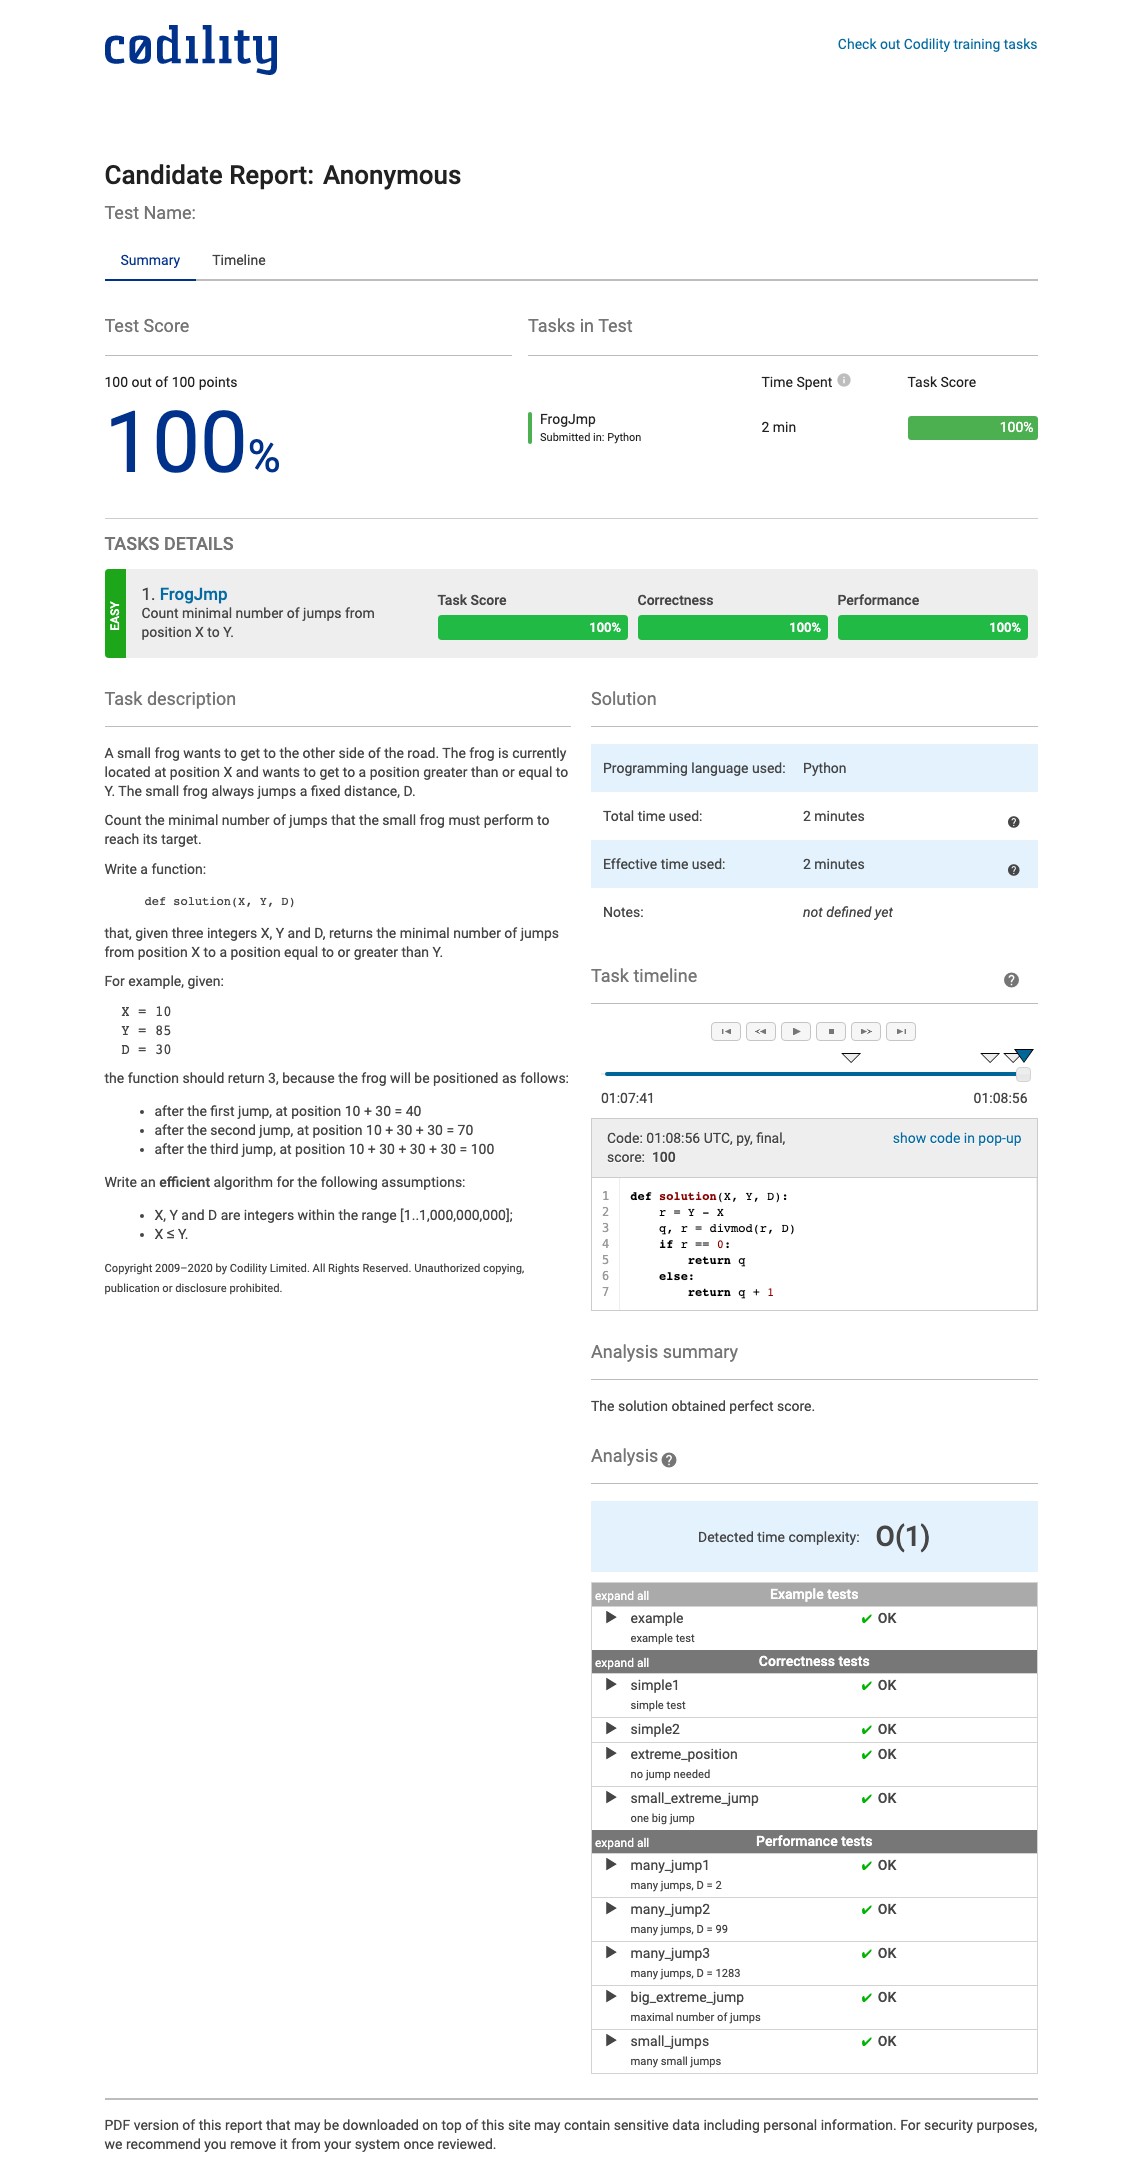 cødılıty
Check out Codility training tasks
Candidate Report: Anonymous
Test Name:
Summary Timeline
Test Score
100 out of 100 points
100%
Tasks in Test
Time Spent Task Score
FrogJmp
Submitted in: Python
2 min
100%
TASKS DETAILS
EASY
1. FrogJmp
Count minimal number of jumps from
position X to Y.
Task Score
100%
Correctness
100%
Performance
100%
Task description
A small frog wants to get to the other side of the road. The frog is currently
located at position X and wants to get to a position greater than or equal to
Y. The small frog always jumps a fixed distance, D.
Count the minimal number of jumps that the small frog must perform to
reach its target.
Write a function:
def solution(X, Y, D)
that, given three integers X, Y and D, returns the minimal number of jumps
from position X to a position equal to or greater than Y.
For example, given:
X = 10
Y = 85
D = 30
the function should return 3, because the frog will be positioned as follows:
• after the first jump, at position 10 + 30 = 40
• after the second jump, at position 10 + 30 + 30 = 70
• after the third jump, at position 10 + 30 + 30 + 30 = 100
Write an efficient algorithm for the following assumptions:
• X, Y and D are integers within the range [1..1,000,000,000];
• X ≤ Y.
Copyright 2009–2020 by Codility Limited. All Rights Reserved. Unauthorized copying,
publication or disclosure prohibited.
Solution
Programming language used: Python
Total time used: 2 minutes
Effective time used: 2 minutes
Notes: not defined yet
Task timeline
01:07:41 01:08:56
Code: 01:08:56 UTC, py, final,
score: 100
show code in pop-up
1 def solution(X, Y, D):
2 r = Y - X
3 q, r = divmod(r, D)
4 if r == 0:
5 return q
6 else:
7 return q + 1
Analysis summary
The solution obtained perfect score.
Analysis
Detected time complexity: O(1)
expand all Example tests
example ✔ OK
example test
expand all Correctness tests
simple1 ✔ OK
simple test
simple2 ✔ OK
extreme_position ✔ OK
no jump needed
small_extreme_jump ✔ OK
one big jump
expand all Performance tests
many_jump1 ✔ OK
many jumps, D = 2
many_jump2 ✔ OK
many jumps, D = 99
many_jump3 ✔ OK
many jumps, D = 1283
big_extreme_jump ✔ OK
maximal number of jumps
small_jumps ✔ OK
many small jumps
PDF version of this report that may be downloaded on top of this site may contain sensitive data including personal information. For security purposes,
we recommend you remove it from your system once reviewed.